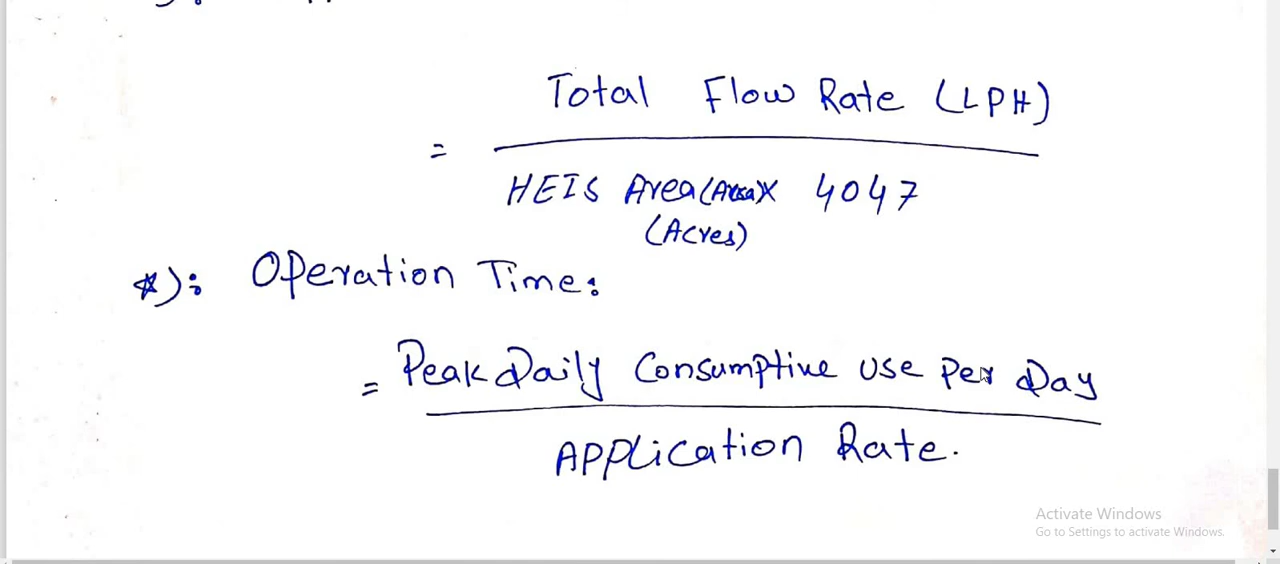 Total Flow Rate (LPH)
=
HEIS Area (Area) X 4047
(Acres)
*): Operation Time:
= Peak Daily Consumptive Use Per Day
Application Rate.
Activate Windows
Go to Settings to activate Windows.